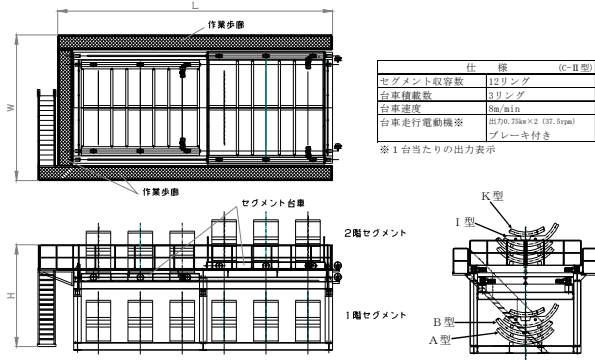 L
作業歩廊
W
作業歩廊
仕 様 (C-Ⅱ型)
セグメント収容数 12リング
台車積載数 3リング
台車速度 8m/min
台車走行電動機※ 出力0.75kw×2 (37.5rpm)
ブレーキ付き
※1台当たりの出力表示
セグメント台車
2階セグメント
H
1階セグメント
K型
I型
B型
A型